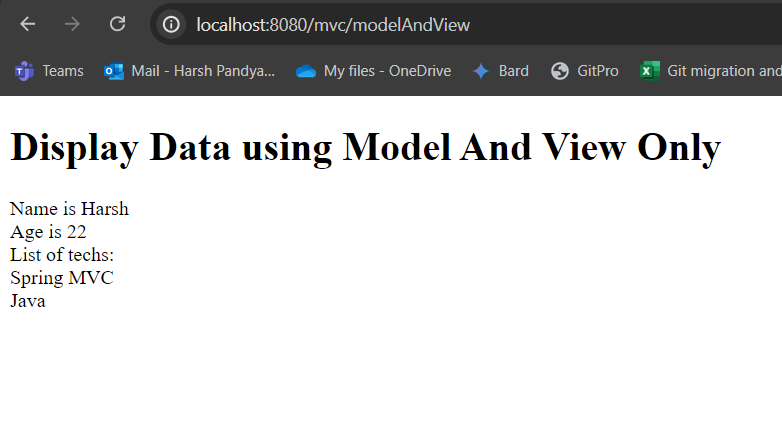 localhost:8080/mvc/modelAndView
Teams Mail - Harsh Pandya... My files - OneDrive Bard GitPro Git migration and
Display Data using Model And View Only
Name is Harsh
Age is 22
List of techs:
Spring MVC
Java